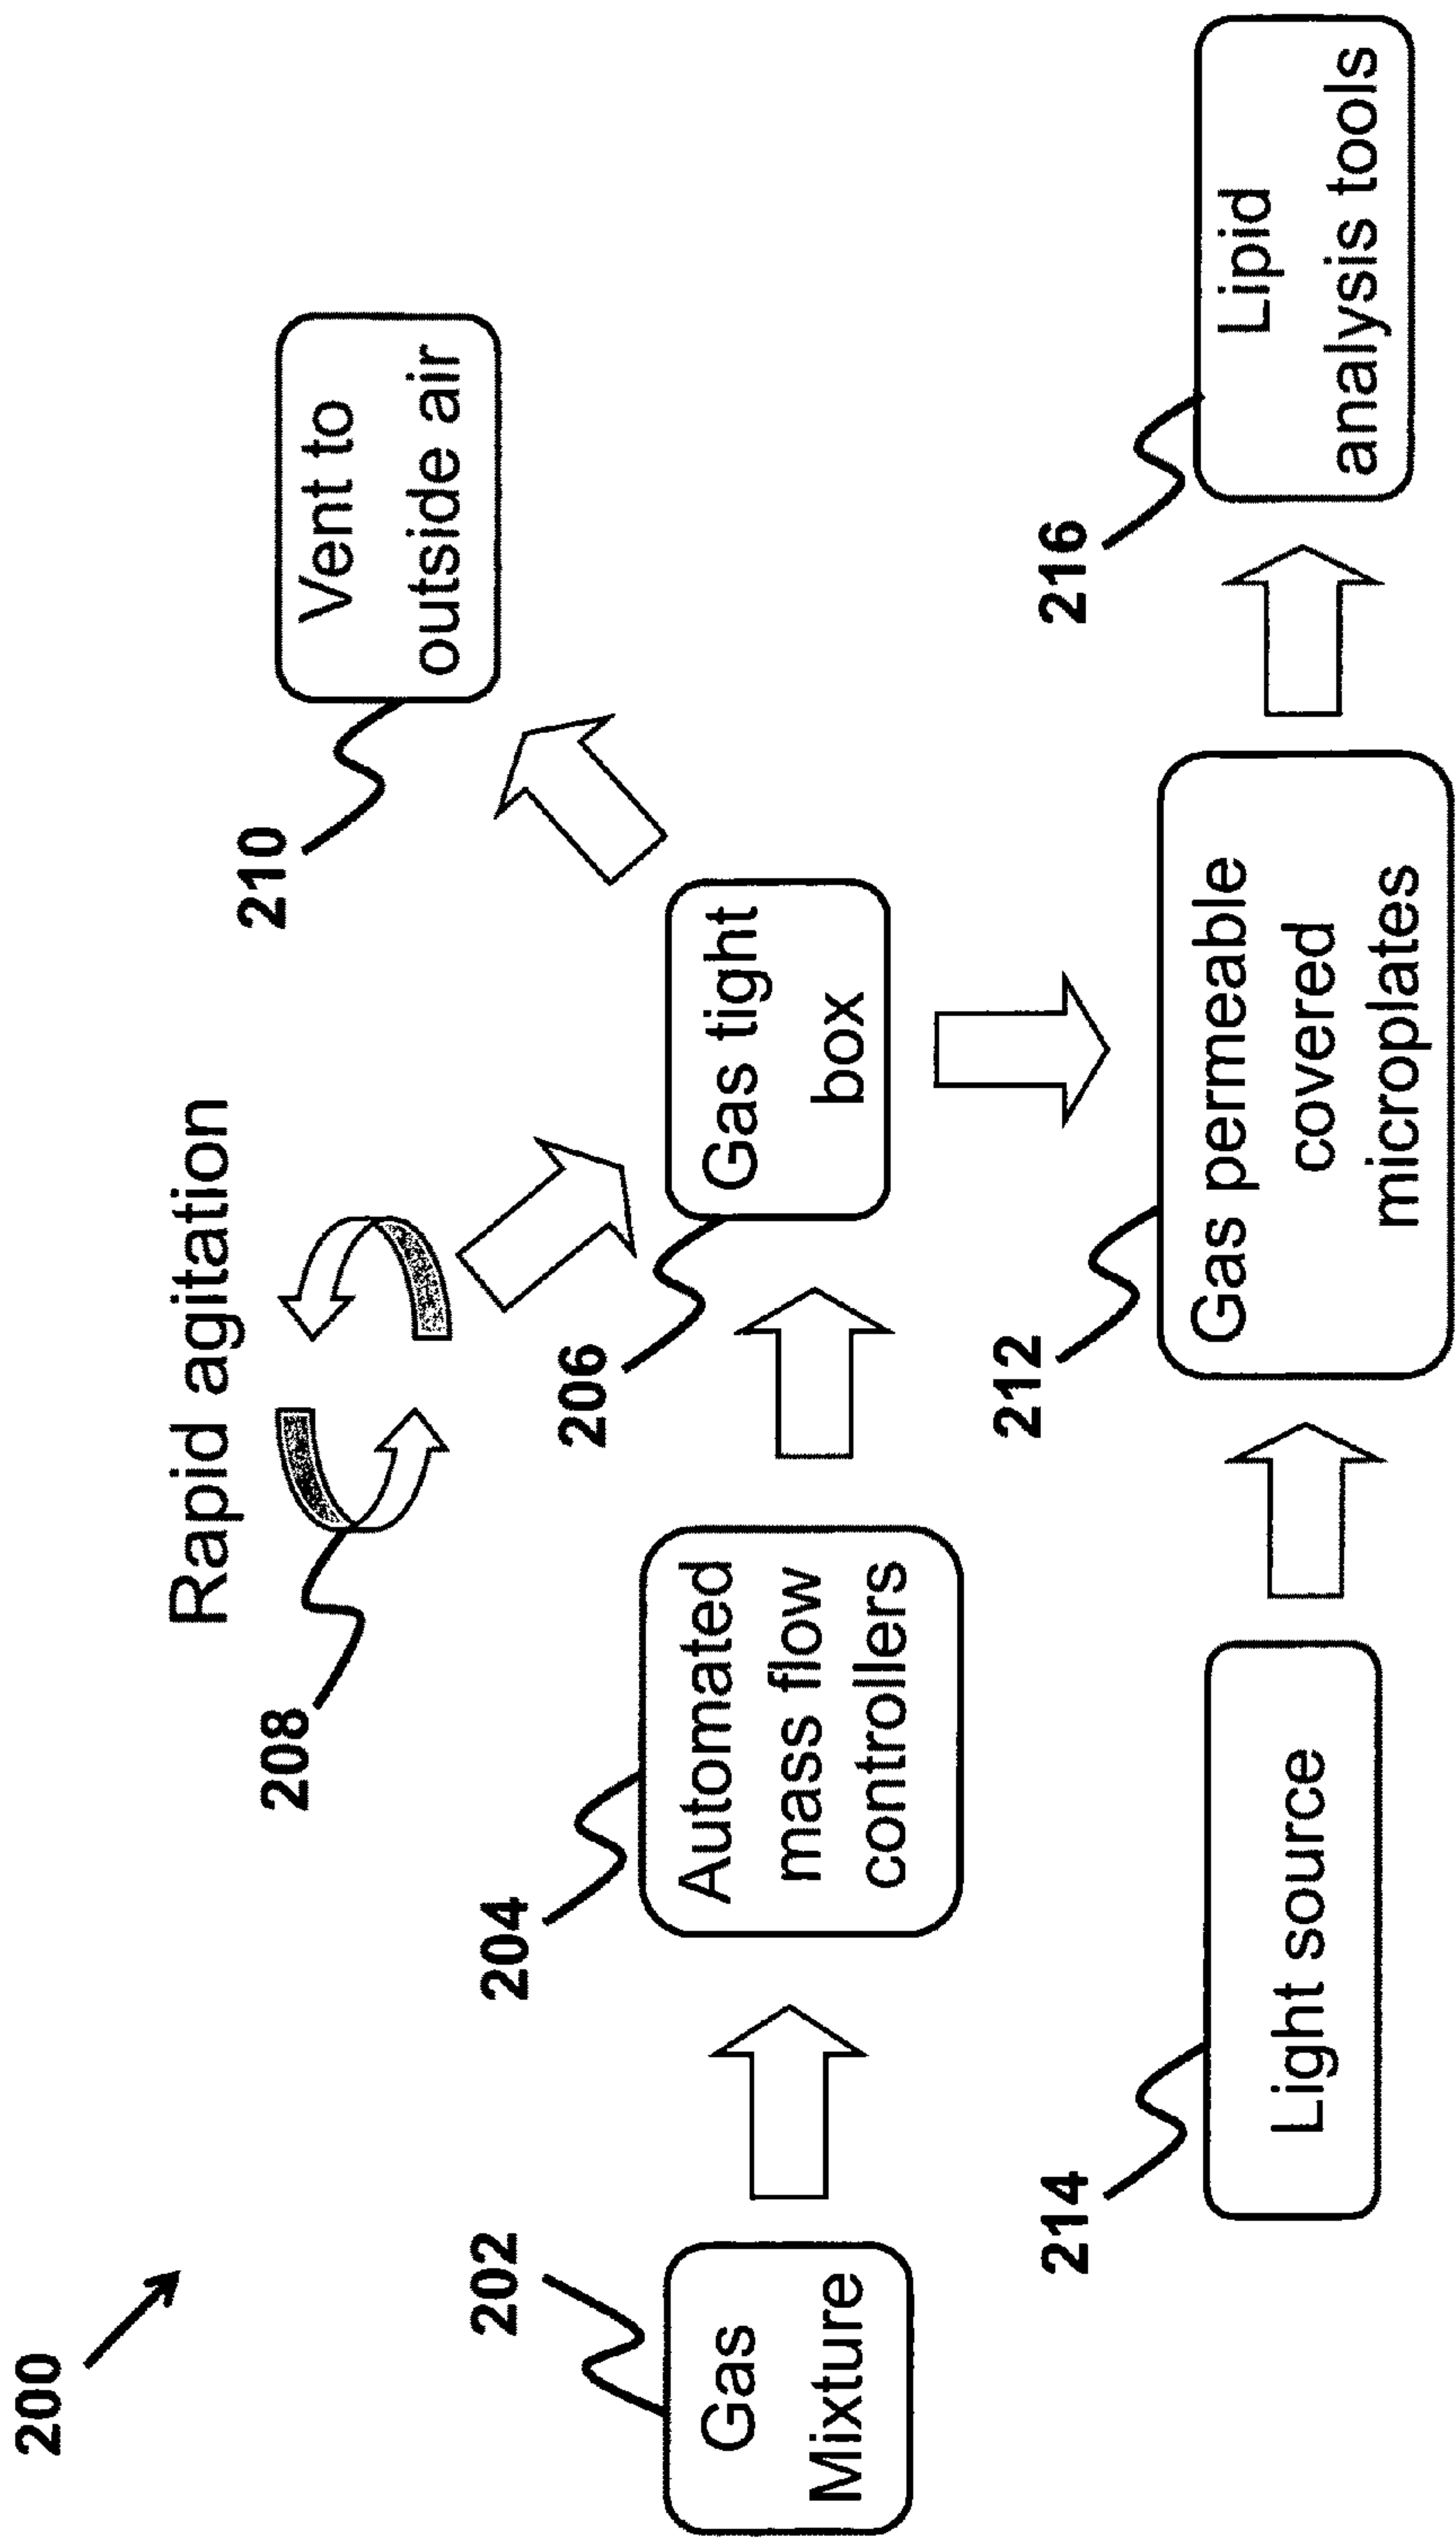 200
Rapid agitation
208
210
Vent to
outside air
202
Gas
Mixture
204
Automated
mass flow
controllers
206
Gas tight
box
214
Light source
212
Gas permeable
covered
microplates
216
Lipid
analysis tools